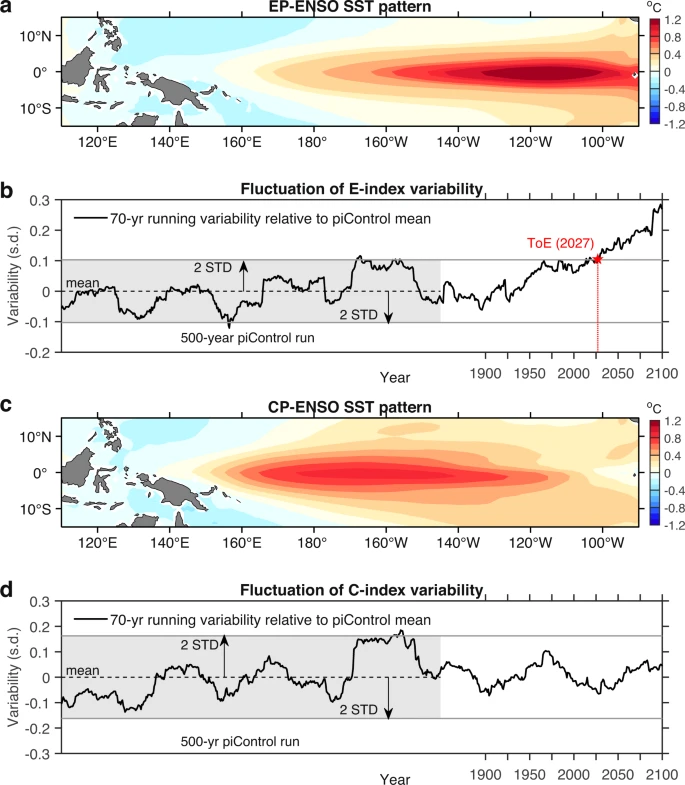 a
EP-ENSO SST pattern
°C
10°N
0°
10°S
1.2
0.8
0.4
0
-0.4
-0.8
-1.2
120°E 140°E 160°E 180° 160°W 140°W 120°W 100°W
b
Fluctuation of E-index variability
Variability (s.d.)
0.3
0.2
0.1
0
-0.1
-0.2
70-yr running variability relative to piControl mean
ToE (2027)
2 STD
mean
2 STD
500-year piControl run
1900 1950 2000 2050 2100
Year
c
CP-ENSO SST pattern
°C
10°N
0°
10°S
1.2
0.8
0.4
0
-0.4
-0.8
-1.2
120°E 140°E 160°E 180° 160°W 140°W 120°W 100°W
d
Fluctuation of C-index variability
Variability (s.d.)
0.3
0.2
0.1
0
-0.1
-0.2
-0.3
70-yr running variability relative to piControl mean
2 STD
mean
2 STD
500-yr piControl run
1900 1950 2000 2050 2100
Year